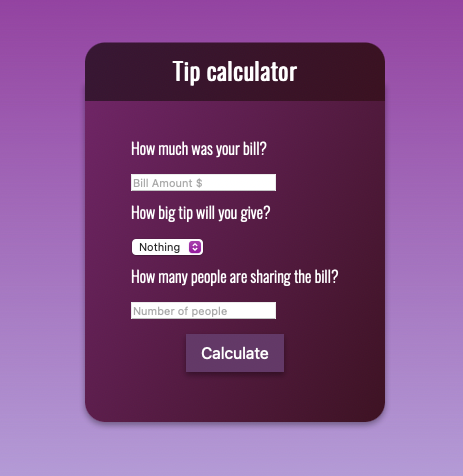 Tip calculator
How much was your bill?
Bill Amount $
How big tip will you give?
Nothing
How many people are sharing the bill?
Number of people
Calculate